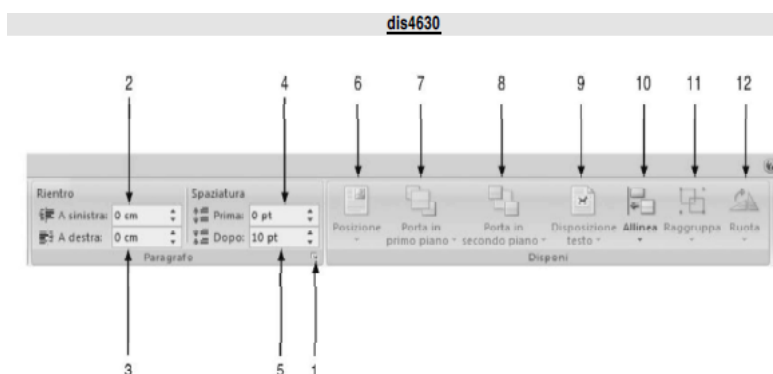 dis4630
2 4 6 7 8 9 10 11 12
Rientro Spaziatura
A sinistra: 0 cm Prima: 0 pt
A destra: 0 cm Dopo: 10 pt
Posizione Porta in primo piano Porta in secondo piano Disposizione testo Allinea Raggruppa Ruota
Paragrafo Disponi
3 5 1